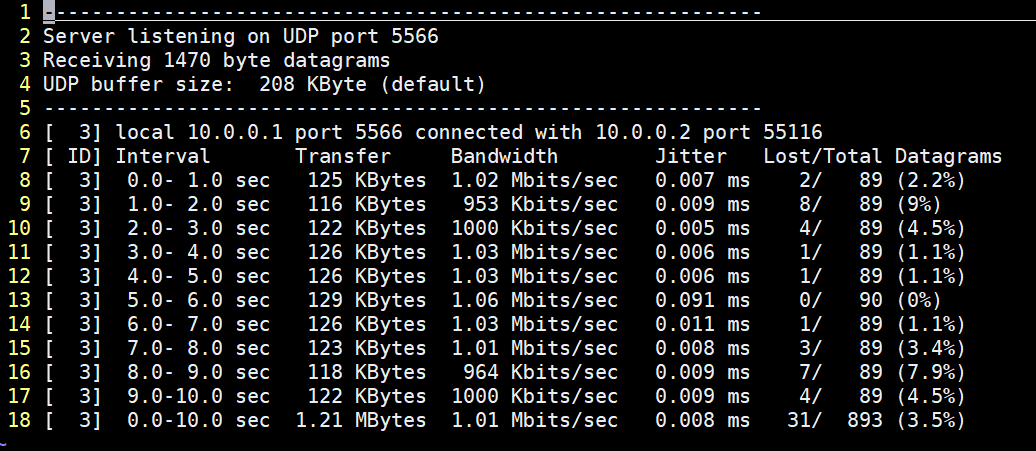 1 ------------------------------------------------------------
2 Server listening on UDP port 5566
3 Receiving 1470 byte datagrams
4 UDP buffer size:  208 KByte (default)
5 ------------------------------------------------------------
6 [  3] local 10.0.0.1 port 5566 connected with 10.0.0.2 port 55116
7 [ ID] Interval       Transfer     Bandwidth        Jitter   Lost/Total Datagrams
8 [  3]  0.0- 1.0 sec   125 KBytes  1.02 Mbits/sec   0.007 ms    2/   89 (2.2%)
9 [  3]  1.0- 2.0 sec   116 KBytes   953 Kbits/sec   0.009 ms    8/   89 (9%)
10 [  3]  2.0- 3.0 sec   122 KBytes  1000 Kbits/sec   0.005 ms    4/   89 (4.5%)
11 [  3]  3.0- 4.0 sec   126 KBytes  1.03 Mbits/sec   0.006 ms    1/   89 (1.1%)
12 [  3]  4.0- 5.0 sec   126 KBytes  1.03 Mbits/sec   0.006 ms    1/   89 (1.1%)
13 [  3]  5.0- 6.0 sec   129 KBytes  1.06 Mbits/sec   0.091 ms    0/   90 (0%)
14 [  3]  6.0- 7.0 sec   126 KBytes  1.03 Mbits/sec   0.011 ms    1/   89 (1.1%)
15 [  3]  7.0- 8.0 sec   123 KBytes  1.01 Mbits/sec   0.008 ms    3/   89 (3.4%)
16 [  3]  8.0- 9.0 sec   118 KBytes   964 Kbits/sec   0.009 ms    7/   89 (7.9%)
17 [  3]  9.0-10.0 sec   122 KBytes  1000 Kbits/sec   0.009 ms    4/   89 (4.5%)
18 [  3]  0.0-10.0 sec  1.21 MBytes  1.01 Mbits/sec   0.008 ms   31/  893 (3.5%)
~